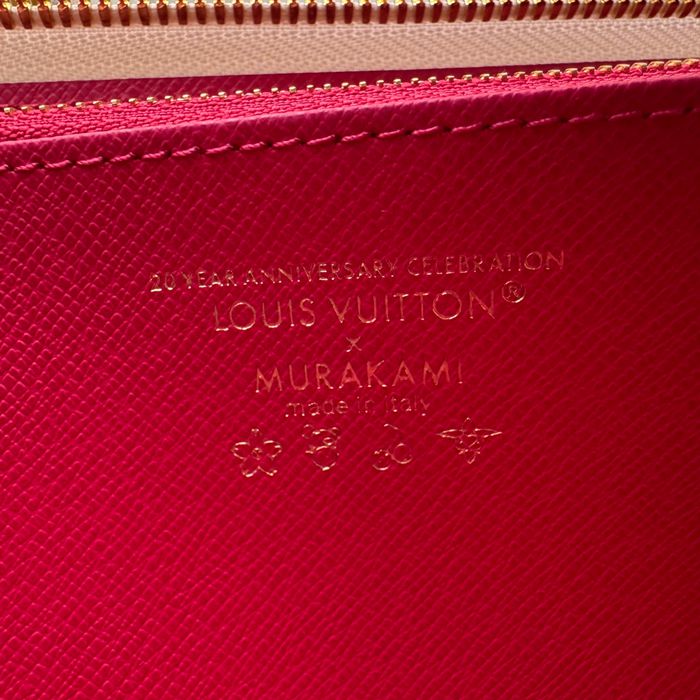 20 YEAR ANNIVERSARY CELEBRATION
LOUIS VUITTON®
x
MURAKAMI
made in Italy